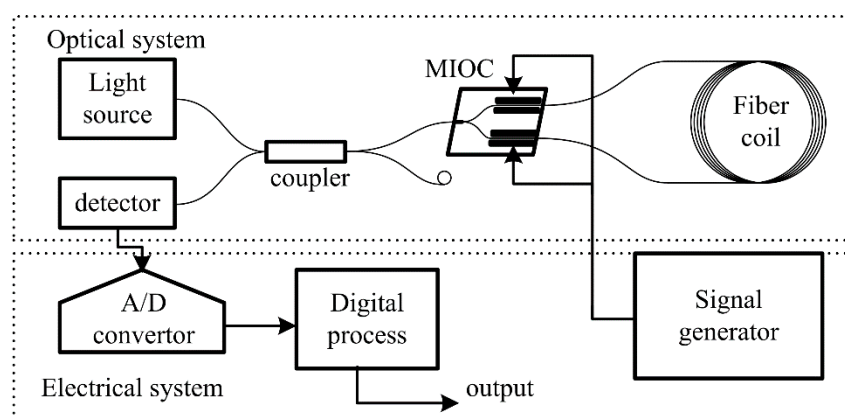 Optical system
Light
source
MIOC
Fiber
coil
coupler
detector
A/D
convertor
Digital
process
Signal
generator
Electrical system
output